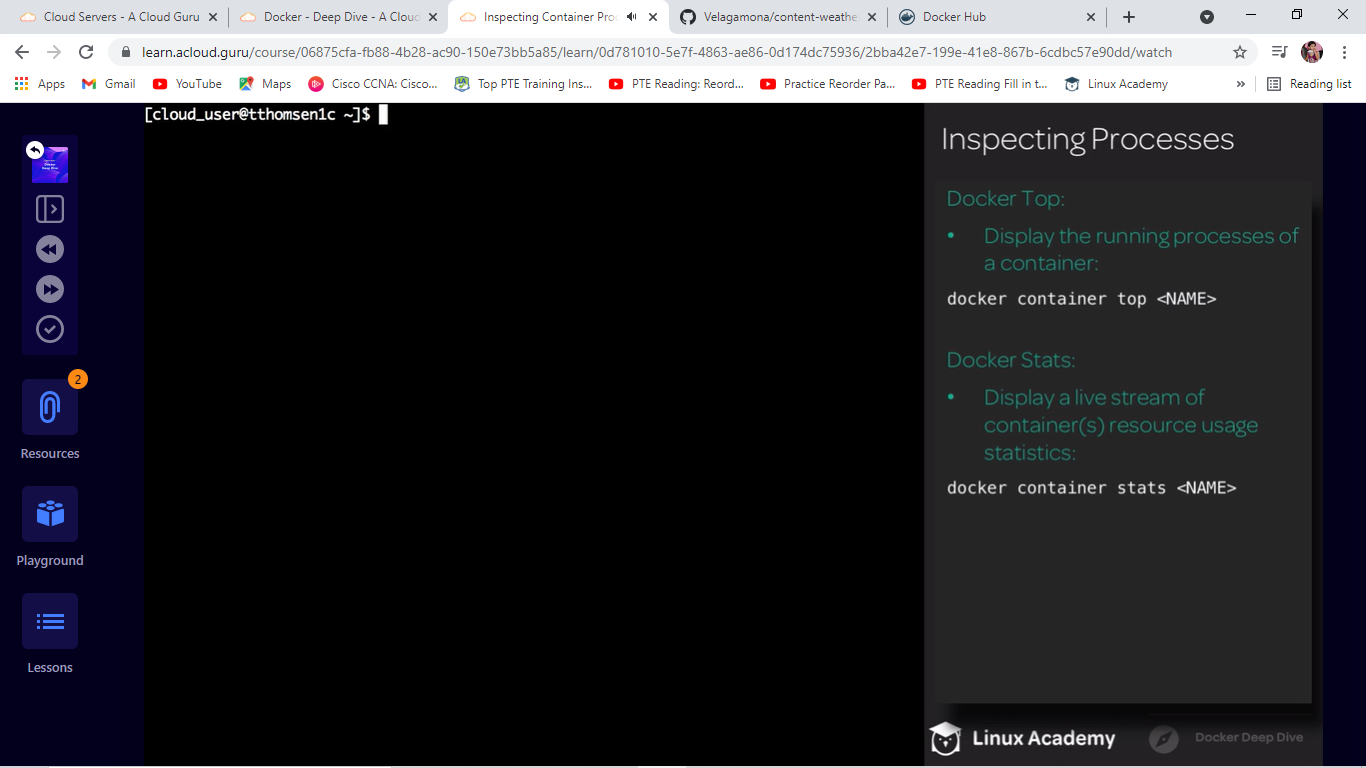 Cloud Servers - A Cloud Guru
Docker - Deep Dive - A Cloud
Inspecting Container Pro
Velagamona/content-weathe
Docker Hub
learn.acloud.guru/course/06875cfa-fb88-4b28-ac90-150e73bb5a85/learn/0d781010-5e7f-4863-ae86-0d174dc75936/2bba42e7-199e-41e8-867b-6cdbc57e90dd/watch
Apps
Gmail
YouTube
Maps
Cisco CCNA: Cisco...
Top PTE Training Ins...
PTE Reading: Reord...
Practice Reorder Pa...
PTE Reading Fill in t...
Linux Academy
»
Reading list
[cloud_user@tthomsen1c ~]$
Inspecting Processes
Docker Top:
• Display the running processes of
a container:
docker container top <NAME>
Docker Stats:
• Display a live stream of
container(s) resource usage
statistics:
docker container stats <NAME>
Docker
Deep Dive
2
Resources
Playground
Lessons
Linux Academy
Docker Deep Dive